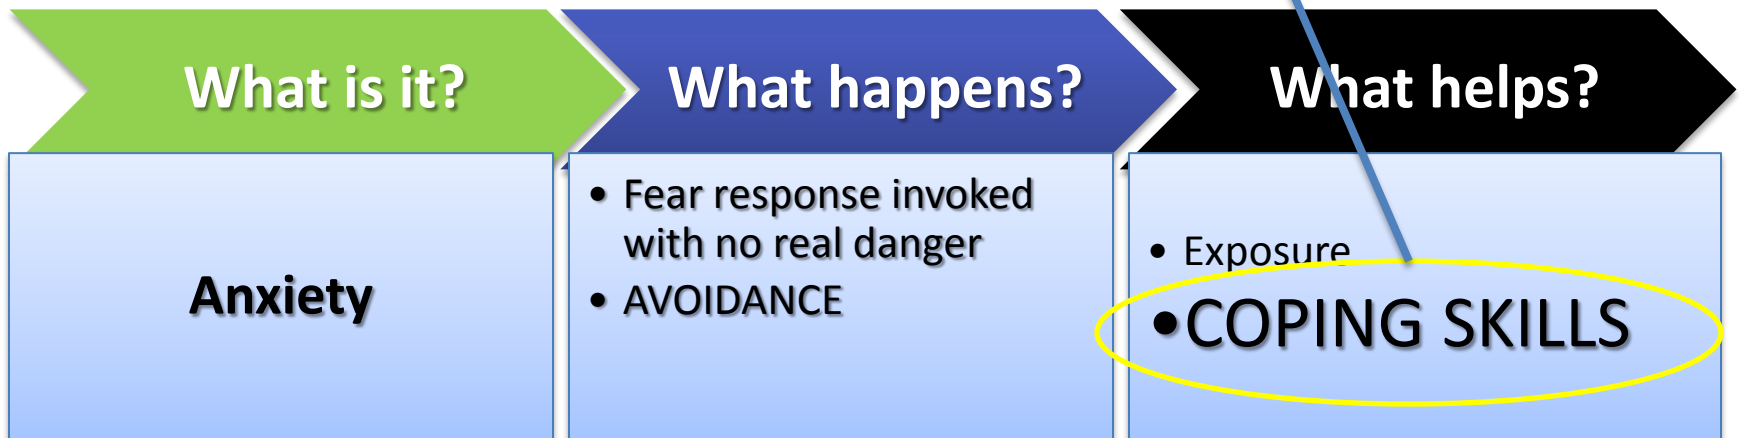 What is it?
What happens?
What helps?
Anxiety
• Fear response invoked
with no real danger
• AVOIDANCE
• Exposure
•COPING SKILLS